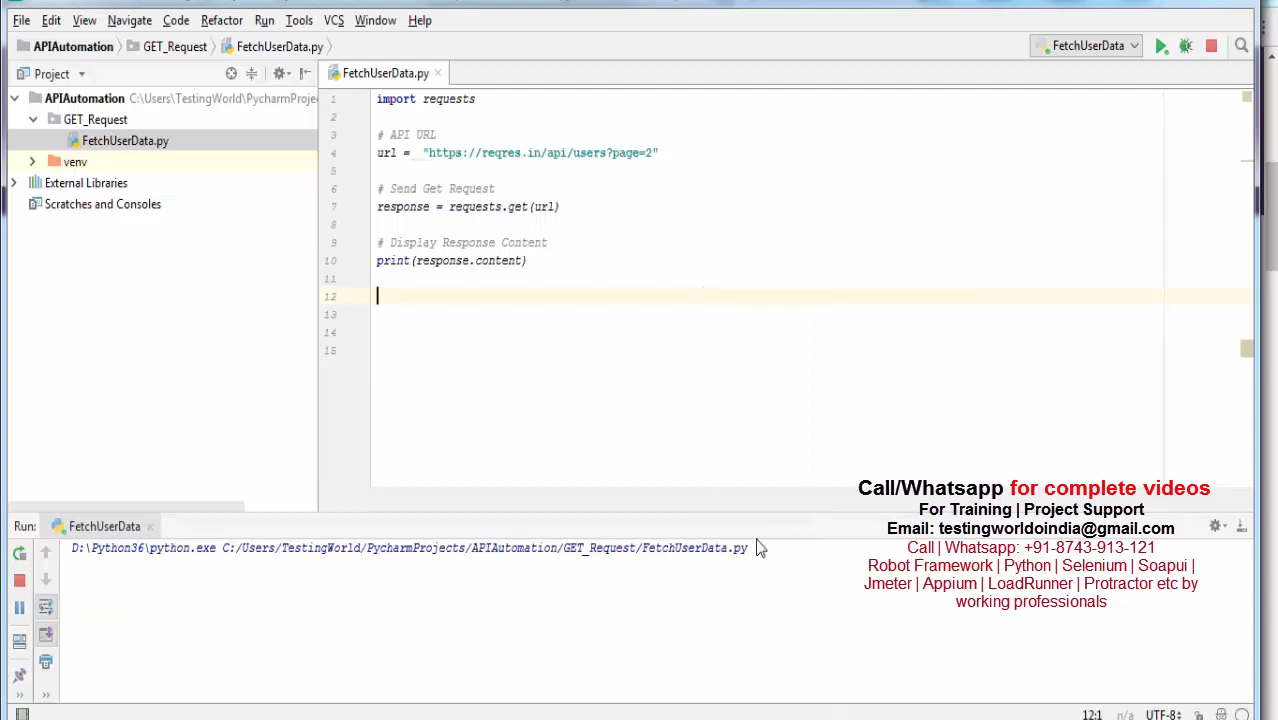 File Edit View Navigate Code Refactor Run Tools VCS Window Help
APIAutomation GET_Request FetchUserData.py FetchUserData
Project FetchUserData.py
APIAutomation C:\Users\TestingWorld\PycharmProje
GET_Request
FetchUserData.py
venv
External Libraries
Scratches and Consoles
1 import requests
2
3 # API URL
4 url = "https://reqres.in/api/users?page=2"
5
6 # Send Get Request
7 response = requests.get(url)
8
9 # Display Response Content
10 print(response.content)
11
12
13
14
15
Call/Whatsapp for complete videos
For Training | Project Support
Email: testingworldoindia@gmail.com
Call | Whatsapp: +91-8743-913-121
Robot Framework | Python | Selenium | Soapui |
Jmeter | Appium | LoadRunner | Protractor etc by
working professionals
Run: FetchUserData
D:\Python36\python.exe C:/Users/TestingWorld/PycharmProjects/APIAutomation/GET_Request/FetchUserData.py
12:1 n/a UTF-8